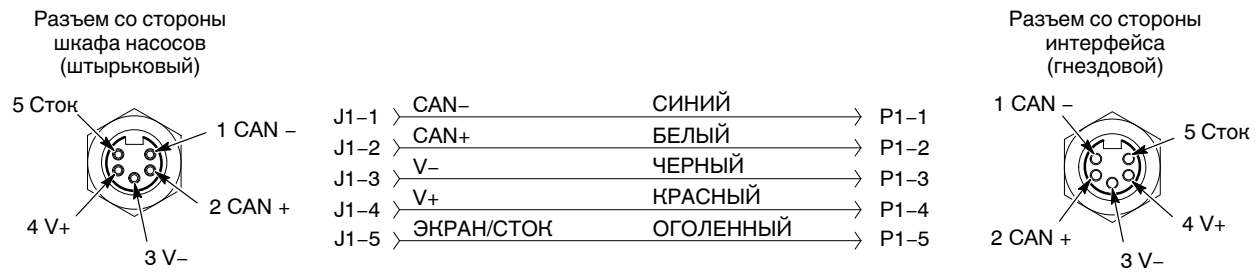 Разъем со стороны
шкафа насосов
(штырьковый)
5 Сток
1 CAN −
2 CAN +
4 V+
3 V−
J1−1 CAN− СИНИЙ P1−1
J1−2 CAN+ БЕЛЫЙ P1−2
J1−3 V− ЧЕРНЫЙ P1−3
J1−4 V+ КРАСНЫЙ P1−4
J1−5 ЭКРАН/СТОК ОГОЛЕННЫЙ P1−5
Разъем со стороны
интерфейса
(гнездовой)
1 CAN −
5 Сток
4 V+
2 CAN +
3 V−